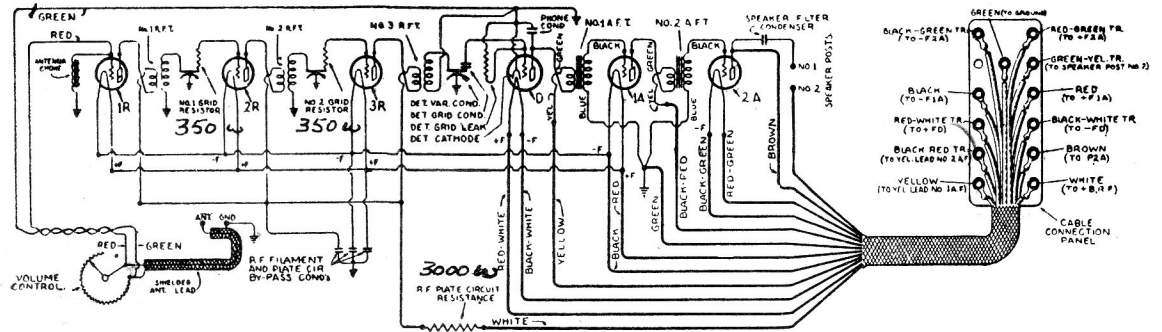 GREEN
RED
ANTENNA
CHOKE
1R
No.1 R.F.T.
NO.1 GRID
RESISTOR
350 ω
2R
No.2 R.F.T.
NO.2 GRID
RESISTOR
350 ω
3R
NO.3 R.F.T.
DET. VAR. COND.
DET. GRID COND.
DET. GRID LEAK
DET. CATHODE
PHONE
COND
D
YEL
GREEN
NO.1 A.F.T.
BLUE
BLACK
1A
YEL
GREEN
NO.2 A.F.T
BLUE
BLACK
2A
SPEAKER FILTER
CONDENSER
NO.1
NO.2
SPEAKER POSTS
+F
-F
+F
-F
+F
-F
+F
-F
+F
-F
2
BROWN
RED-WHITE
BLACK-WHITE
YELLOW
BLACK
RED
GREEN
BLACK-RED
BLACK-GREEN
RED-GREEN
VOLUME
CONTROL
RED
GREEN
ANT
GND
SHIELDED
ANT. LEAD
R.F FILAMENT
AND PLATE CIR
BY-PASS COND'S
3000 ω
R.F PLATE CIRCUIT
RESISTANCE
WHITE
GREEN (TO GROUND)
BLACK-GREEN TR.
(TO -F2A)
BLACK
(TO -F1A)
RED-WHITE TR.
(TO +FD)
BLACK RED TR.
(TO YEL. LEAD NO 2 A.F)
YELLOW
(TO YEL LEAD NO 1 A.F)
RED-GREEN TR.
(TO +F2A)
GREEN-YEL. TR.
(TO SPEAKER POST NO.2)
RED
(TO +F1A)
BLACK-WHITE TR
(TO -FD)
BROWN
(TO P2A)
WHITE
(TO +B, R F)
CABLE
CONNECTION
PANEL